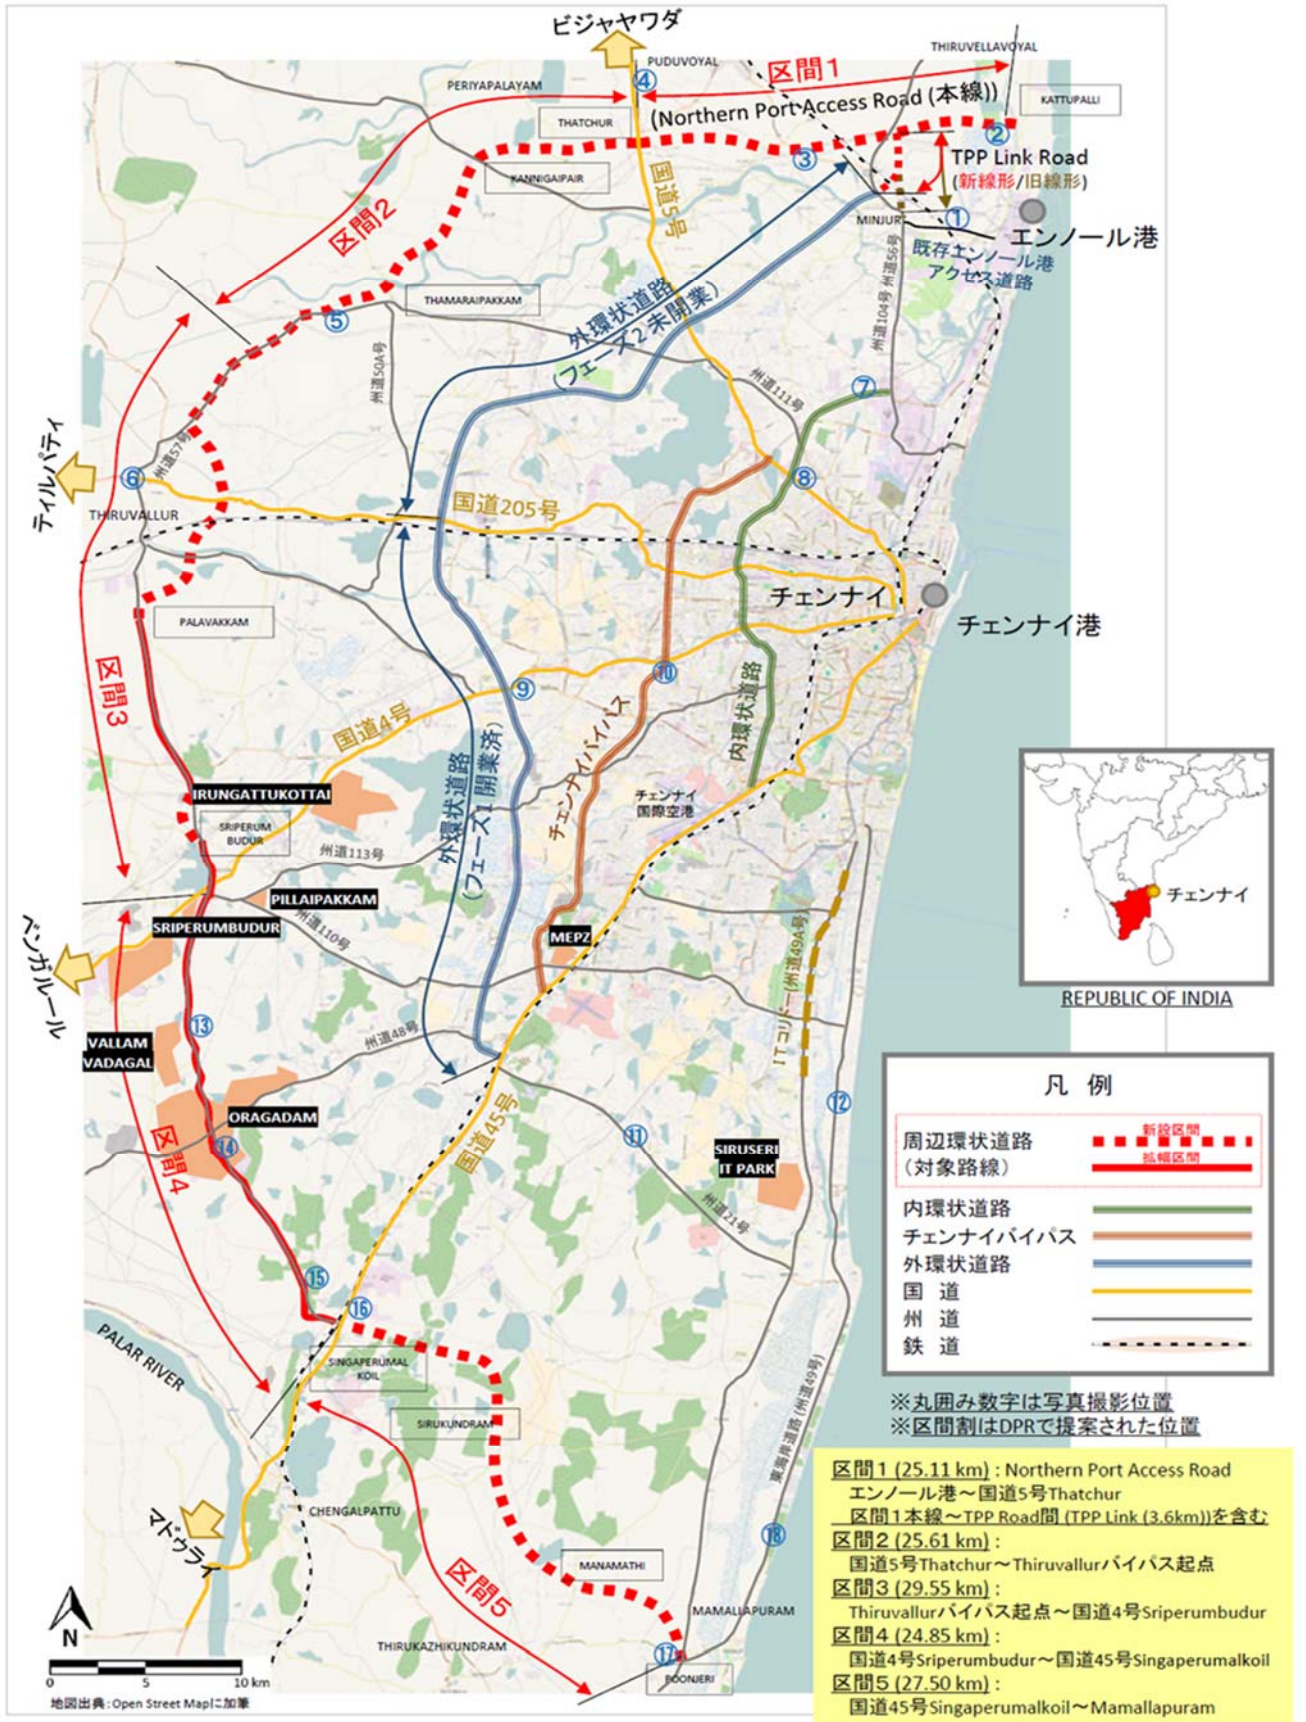 ビジャヤワダ
④
PUDUVOYAL
区間1
THIRUVELLAVOYAL
PERIYAPALAYAM
KATTUPALLI
THATCHUR
(Northern Port Access Road (本線))
②
③
TPP Link Road
(新線形/旧線形)
KANNIGAIPAIR
国道5号
区間2
MINJUR
①
エンノール港
既存エンノール港
アクセス道路
州道56号
州道104号
THAMARAIPAKKAM
⑤
外環状道路
(フェーズ2 未開業)
州道50A号
州道111号
⑦
州道57号
ティルパティ
⑥
⑧
THIRUVALLUR
国道205号
チェンナイ
チェンナイ港
PALAVAKKAM
区間3
⑨
⑩
内環状道路
国道4号
チェンナイバイパス
外環状道路
(フェーズ1 開業済)
IRUNGATTUKOTTAI
チェンナイ
国際空港
SRIPERUM
BUDUR
州道113号
PILLAIPAKKAM
SRIPERUMBUDUR
州道110号
MEPZ
ITコリドー(州道49A号)
ベンガルール
⑬
VALLAM
VADAGAL
州道48号
ORAGADAM
⑭
区間4
国道45号
⑪
⑫
SIRUSERI
IT PARK
州道21号
⑮
⑯
PALAR RIVER
SINGAPERUMAL
KOIL
SIRUKUNDRAM
東海岸道路(州道49号)
マドゥライ
CHENGALPATTU
⑱
MANAMATHI
区間5
MAMALLAPURAM
THIRUKAZHIKUNDRAM
⑰
POONJERI
N
0 5 10 km
地図出典:Open Street Mapに加筆
チェンナイ
REPUBLIC OF INDIA
凡 例
周辺環状道路
(対象路線)
新設区間
拡幅区間
内環状道路
チェンナイバイパス
外環状道路
国 道
州 道
鉄 道
※丸囲み数字は写真撮影位置
※区間割はDPRで提案された位置
区間1 (25.11 km) : Northern Port Access Road
エンノール港~国道5号Thatchur
区間1本線~TPP Road間 (TPP Link (3.6km))を含む
区間2 (25.61 km) :
国道5号Thatchur~Thiruvallurバイパス起点
区間3 (29.55 km) :
Thiruvallurバイパス起点~国道4号Sriperumbudur
区間4 (24.85 km) :
国道4号Sriperumbudur~国道45号Singaperumalkoil
区間5 (27.50 km) :
国道45号Singaperumalkoil~Mamallapuram